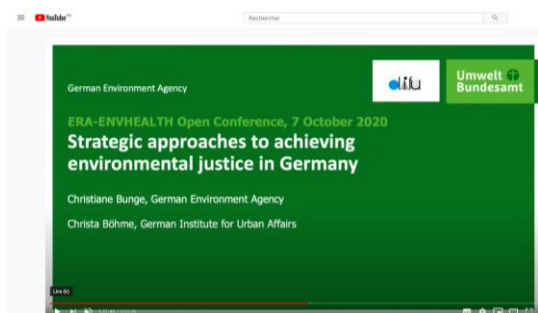 YouTube
Rechercher
German Environment Agency
difu
Umwelt
Bundesamt
ERA-ENVHEALTH Open Conference, 7 October 2020
Strategic approaches to achieving
environmental justice in Germany
Christiane Bunge, German Environment Agency
Christa Böhme, German Institute for Urban Affairs
Lire (k)